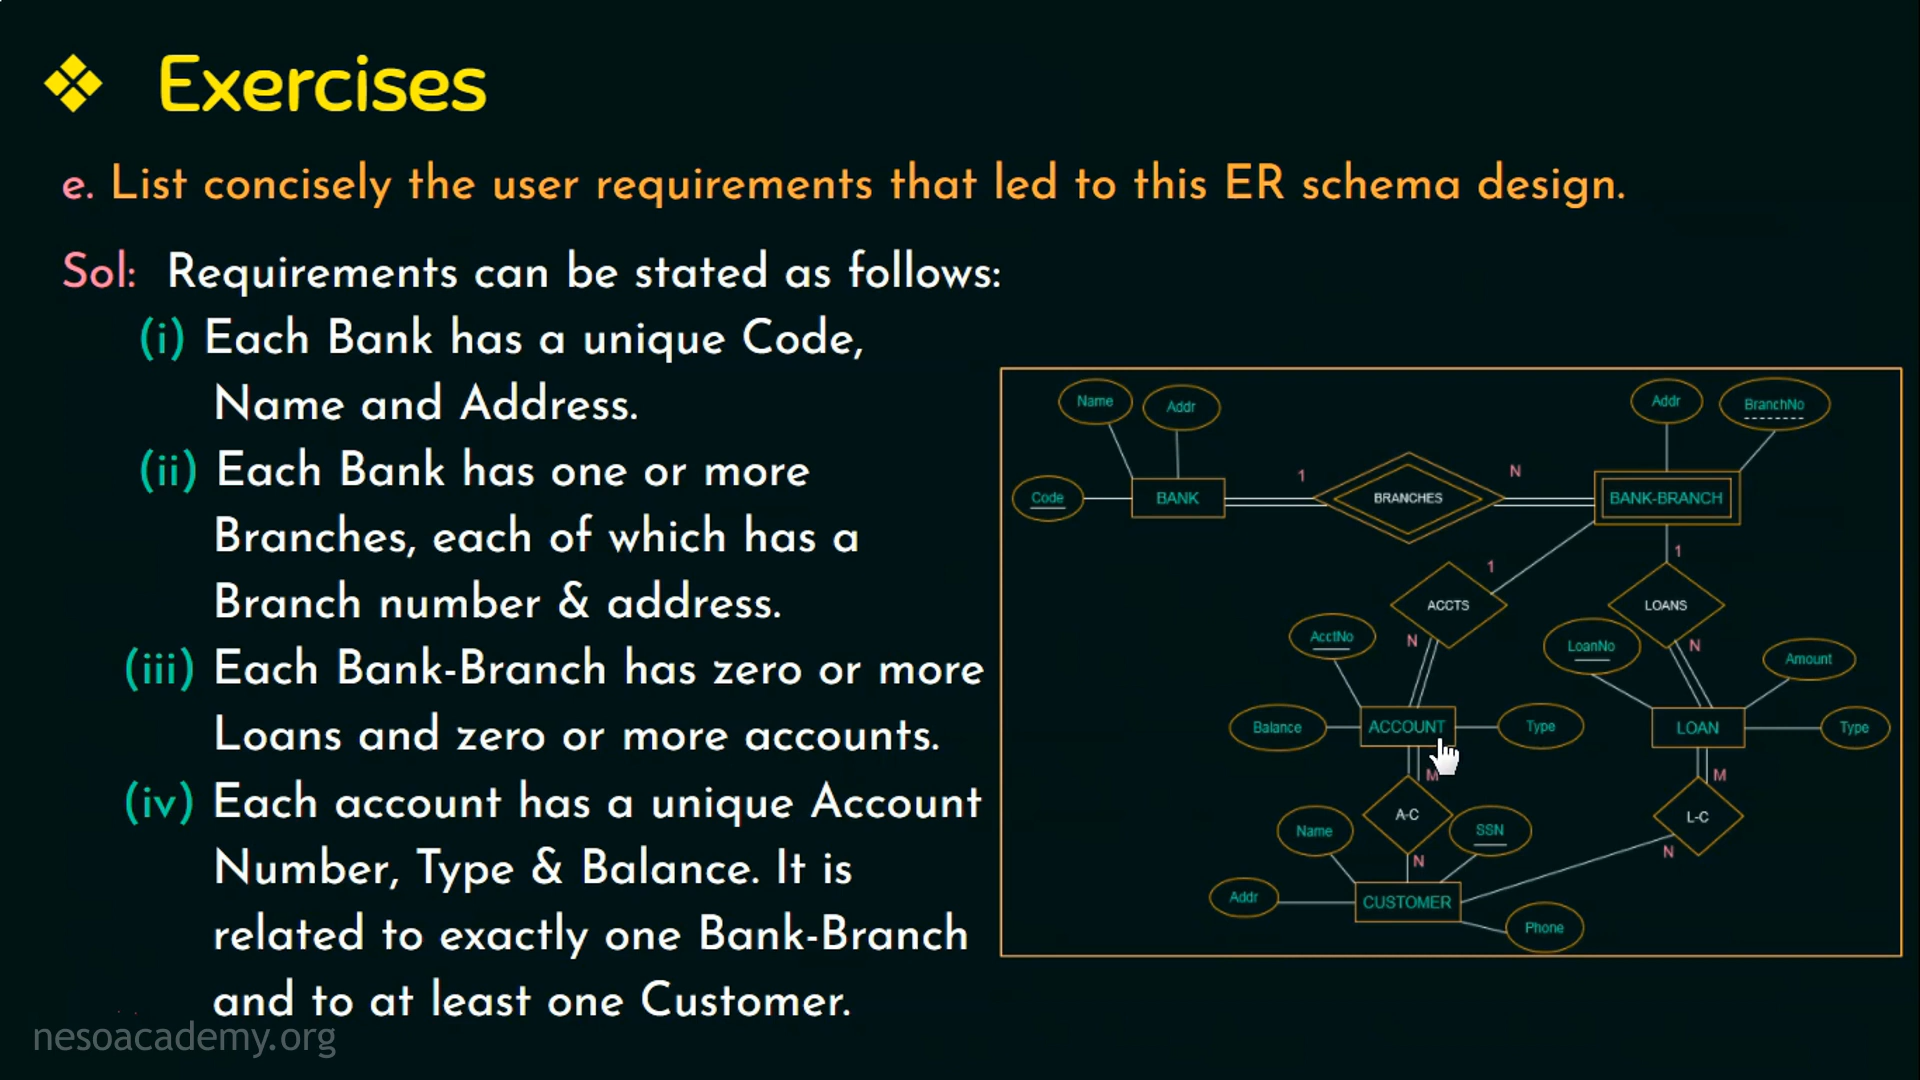 Exercises
e. List concisely the user requirements that led to this ER schema design.
Sol: Requirements can be stated as follows:
(i) Each Bank has a unique Code,
Name and Address.
(ii) Each Bank has one or more
Branches, each of which has a
Branch number & address.
(iii) Each Bank-Branch has zero or more
Loans and zero or more accounts.
(iv) Each account has a unique Account
Number, Type & Balance. It is
related to exactly one Bank-Branch
and to at least one Customer.
Name
Addr
Addr
BranchNo
Code
BANK
1
BRANCHES
N
BANK-BRANCH
1
1
ACCTS
LOANS
AcctNo
N
LoanNo
N
Amount
Balance
ACCOUNT
Type
LOAN
Type
M
M
Name
A-C
SSN
L-C
N
N
Addr
CUSTOMER
Phone
nesoacademy.org